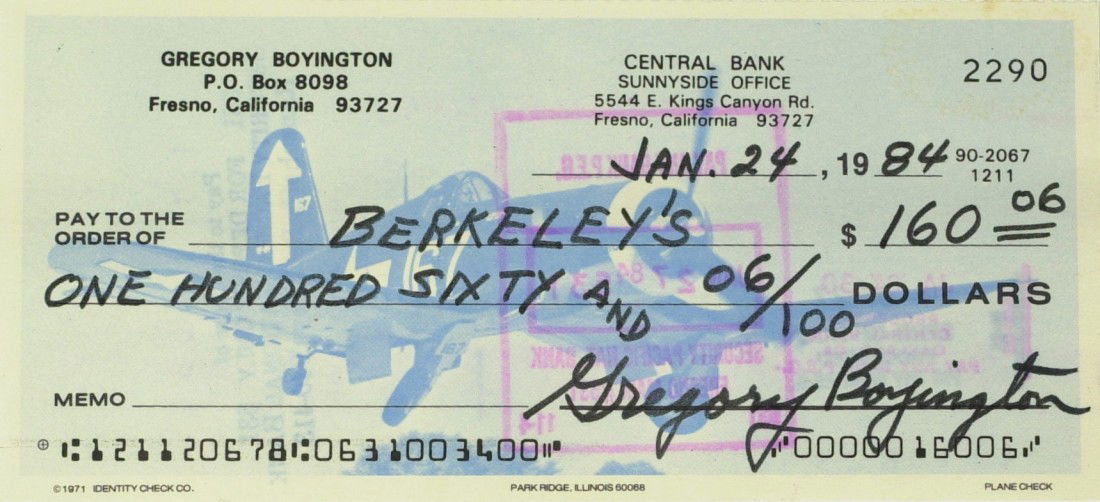 GREGORY BOYINGTON
P.O. Box 8098
Fresno, California 93727
CENTRAL BANK
SUNNYSIDE OFFICE
5544 E. Kings Canyon Rd.
Fresno, California 93727
2290
JAN. 24, 1984
90-2067
1211
PAY TO THE
ORDER OF BERKELEY'S $ 160 06
ONE HUNDRED SIXTY AND 06/100 DOLLARS
MEMO Gregory Boyington
⑆121120678⑆0631003400⑈ ⑈0000016006⑈
©1971 IDENTITY CHECK CO. PARK RIDGE, ILLINOIS 60068 PLANE CHECK